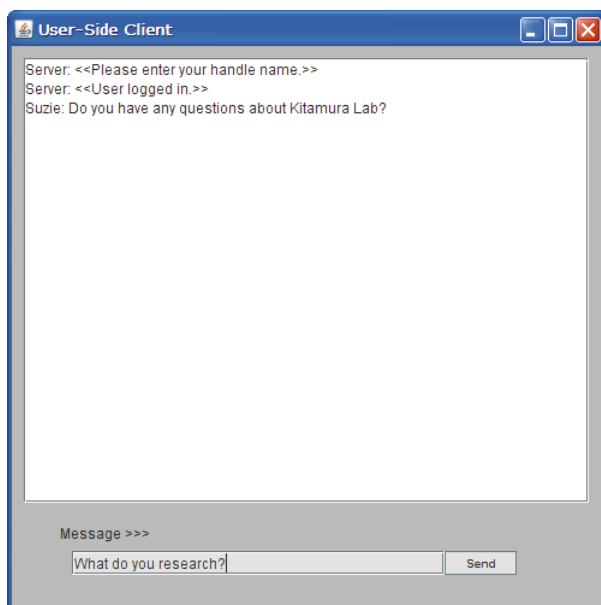 User-Side Client
Server: <<Please enter your handle name.>>
Server: <<User logged in.>>
Suzie: Do you have any questions about Kitamura Lab?
Message >>>
What do you research?
Send